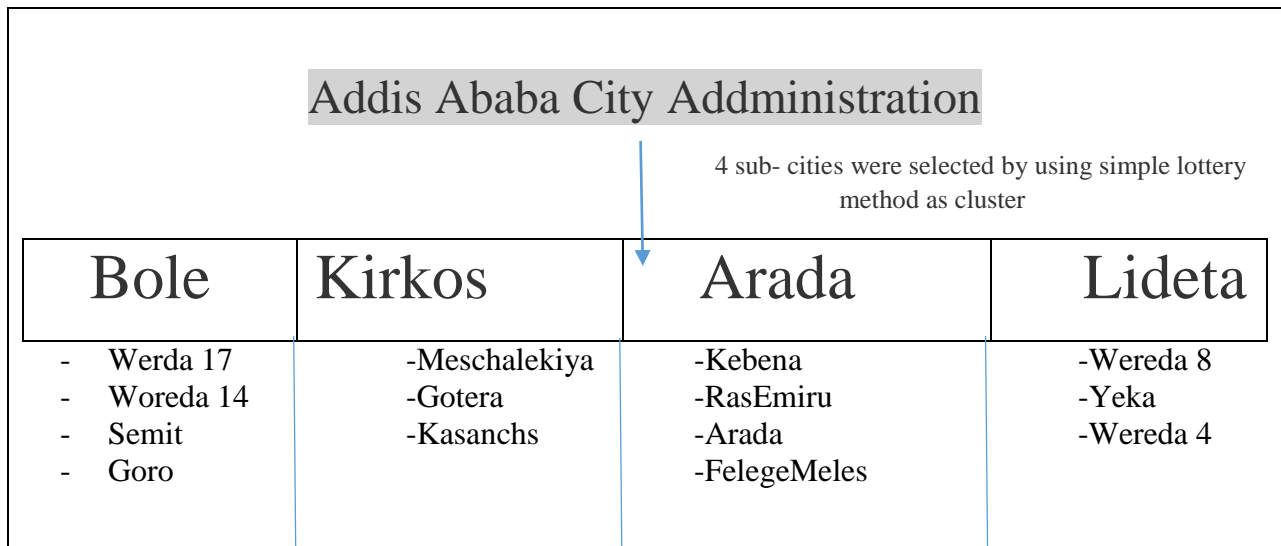 Addis Ababa City Addministration
4 sub- cities were selected by using simple lottery
method as cluster
Bole Kirkos Arada Lideta
- Werda 17
- Woreda 14
- Semit
- Goro
-Meschalekiya
-Gotera
-Kasanchs
-Kebena
-RasEmiru
-Arada
-FelegeMeles
-Wereda 8
-Yeka
-Wereda 4